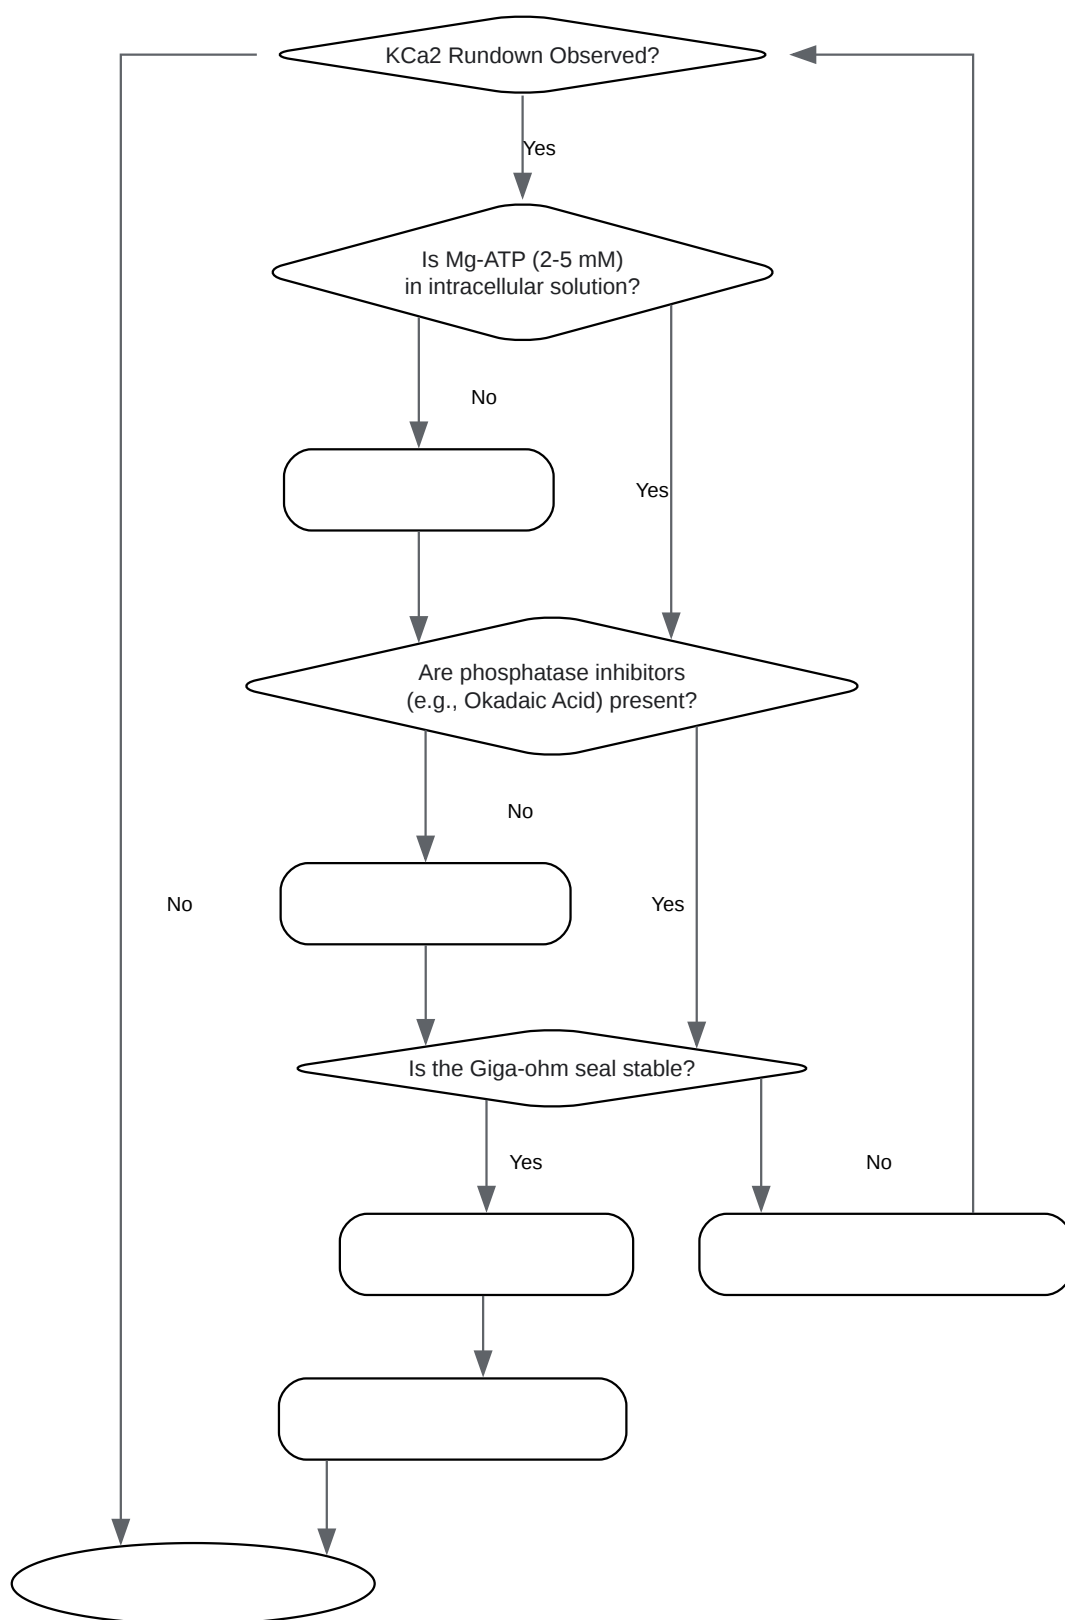 KCa2 Rundown Observed?
Yes
Is Mg-ATP (2-5 mM)
in intracellular solution?
No
Yes
Are phosphatase inhibitors
(e.g., Okadaic Acid) present?
No
No
Yes
Is the Giga-ohm seal stable?
Yes
No